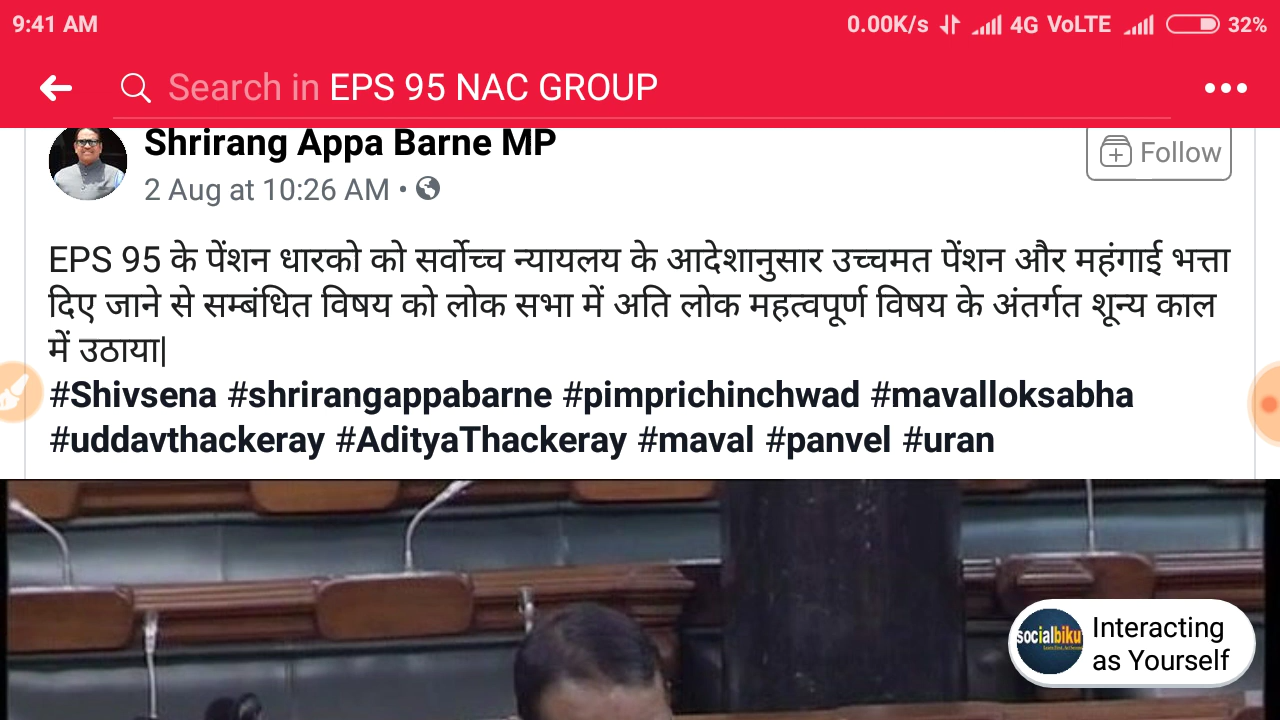 9:41 AM 0.00K/s 4G VoLTE 32%
Search in EPS 95 NAC GROUP
Shrirang Appa Barne MP
Follow
2 Aug at 10:26 AM •
EPS 95 के पेंशन धारको को सर्वोच्च न्यायलय के आदेशानुसार उच्चमत पेंशन और महंगाई भत्ता
दिए जाने से सम्बंधित विषय को लोक सभा में अति लोक महत्वपूर्ण विषय के अंतर्गत शून्य काल
में उठाया|
#Shivsena #shrirangappabarne #pimprichinchwad #mavalloksabha
#uddavthackeray #AdityaThackeray #maval #panvel #uran
socialbiku
Interacting
as Yourself